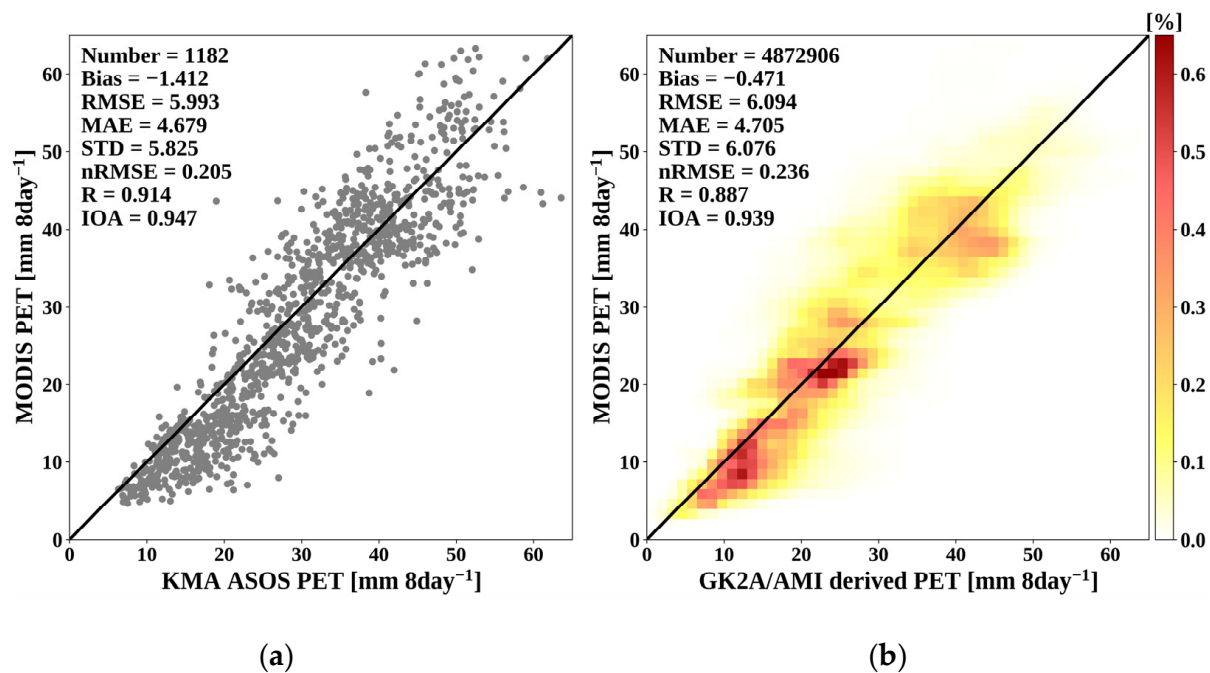 [%]
Number = 1182
Bias = −1.412
RMSE = 5.993
MAE = 4.679
STD = 5.825
nRMSE = 0.205
R = 0.914
IOA = 0.947
60
50
40
30
20
10
0
MODIS PET [mm 8day⁻¹]
0 10 20 30 40 50 60
KMA ASOS PET [mm 8day⁻¹]
(a)
Number = 4872906
Bias = −0.471
RMSE = 6.094
MAE = 4.705
STD = 6.076
nRMSE = 0.236
R = 0.887
IOA = 0.939
60
50
40
30
20
10
0
MODIS PET [mm 8day⁻¹]
0 10 20 30 40 50 60
GK2A/AMI derived PET [mm 8day⁻¹]
0.6
0.5
0.4
0.3
0.2
0.1
0.0
(b)